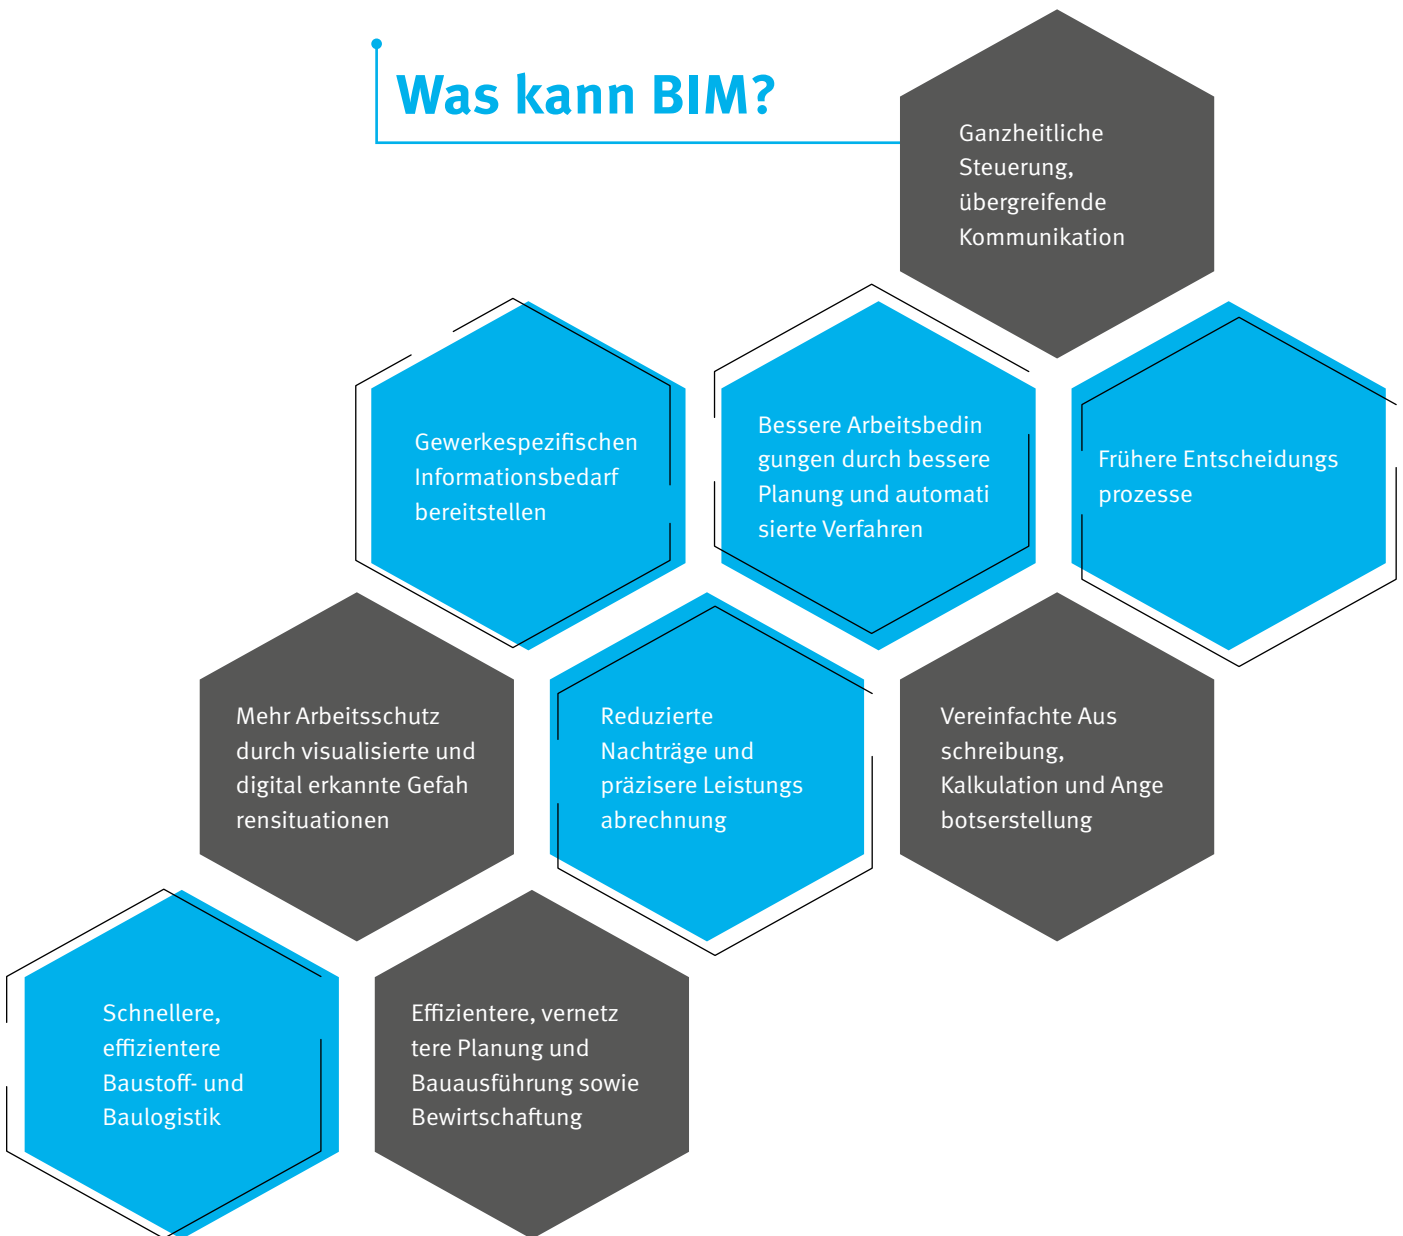 Was kann BIM?
Ganzheitliche
Steuerung,
übergreifende
Kommunikation
Gewerkespezifischen
Informationsbedarf
bereitstellen
Bessere Arbeitsbedin
gungen durch bessere
Planung und automati
sierte Verfahren
Frühere Entscheidungs
prozesse
Mehr Arbeitsschutz
durch visualisierte und
digital erkannte Gefah
rensituationen
Reduzierte
Nachträge und
präzisere Leistungs
abrechnung
Vereinfachte Aus
schreibung,
Kalkulation und Ange
botserstellung
Schnellere,
effizientere
Baustoff- und
Baulogistik
Effizientere, vernetz
tere Planung und
Bauausführung sowie
Bewirtschaftung